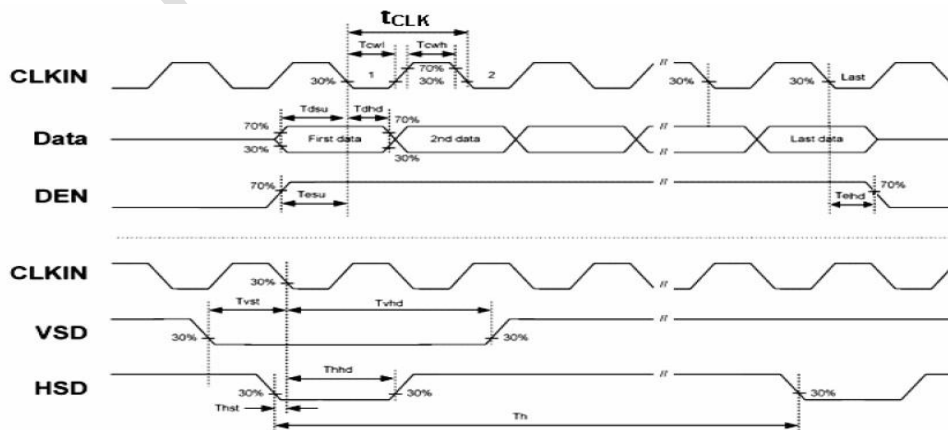 tCLK
Tcwl Tcwh
CLKIN 30% 1 70% 30% 2 30% 30% Last
Tdsu Tdhd
Data 70% 30% First data 70% 30% 2nd data Last data
DEN 70% Tesu Tehd 70%
CLKIN 30%
Tvst Tvhd
VSD 30% 30%
Thhd
HSD 30% 30% 30%
Thst
Th